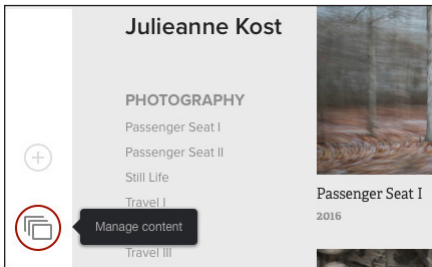 Julieanne Kost
PHOTOGRAPHY
Passenger Seat I
Passenger Seat II
Still Life
Travel I
Manage content
Travel III
Passenger Seat I
2016